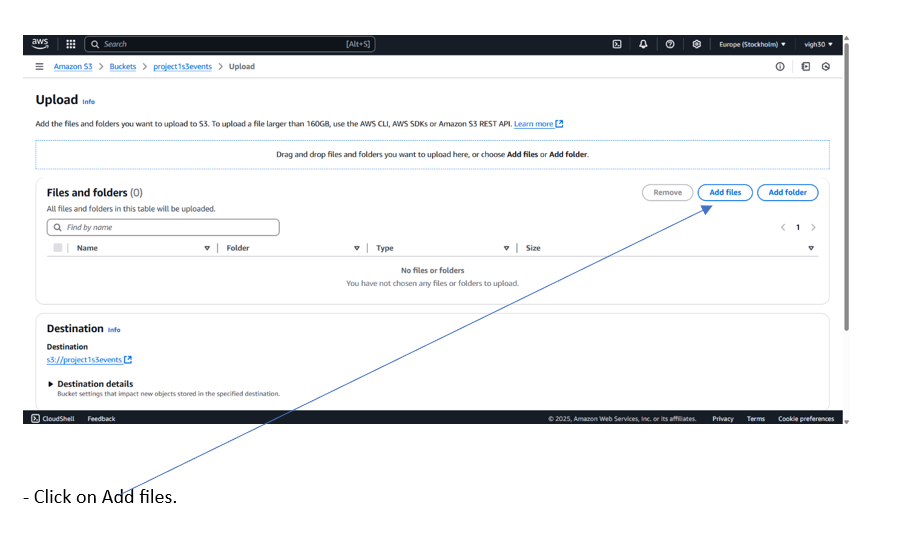 aws Search [Alt+S] Europe (Stockholm) vigh30
Amazon S3 > Buckets > project1s3events > Upload
Upload Info
Add the files and folders you want to upload to S3. To upload a file larger than 160GB, use the AWS CLI, AWS SDKs or Amazon S3 REST API. Learn more
Drag and drop files and folders you want to upload here, or choose Add files or Add folder.
Files and folders (0) Remove Add files Add folder
All files and folders in this table will be uploaded.
Find by name < 1 >
Name Folder Type Size
No files or folders
You have not chosen any files or folders to upload.
Destination Info
Destination
s3://project1s3events
Destination details
Bucket settings that impact new objects stored in the specified destination.
CloudShell Feedback © 2025, Amazon Web Services, Inc. or its affiliates. Privacy Terms Cookie preferences
- Click on Add files.